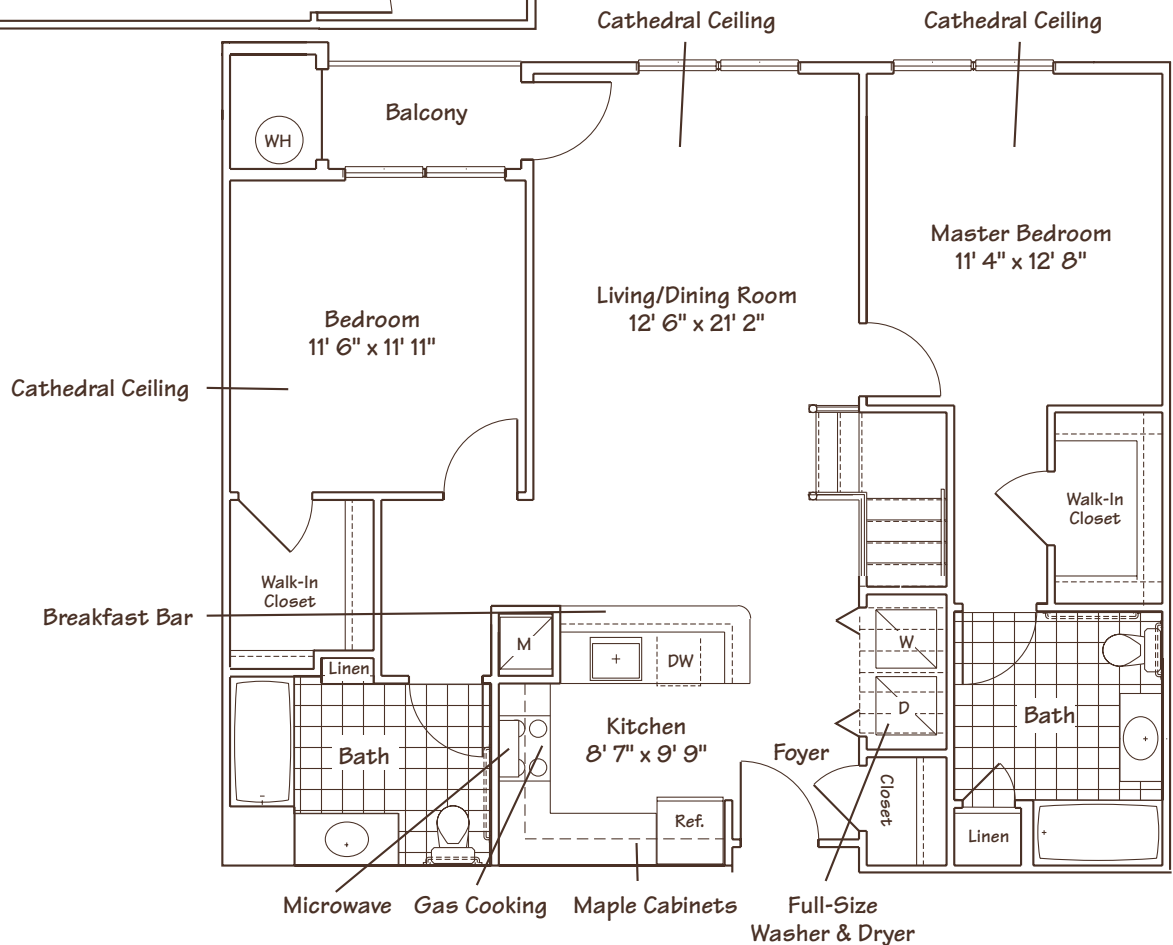 Cathedral Ceiling
Cathedral Ceiling
Balcony
WH
Master Bedroom
11' 4" x 12' 8"
Living/Dining Room
12' 6" x 21' 2"
Bedroom
11' 6" x 11' 11"
Cathedral Ceiling
Walk-In
Closet
Walk-In
Closet
Breakfast Bar
M
DW
W
Linen
D
Kitchen
8' 7" x 9' 9"
Bath
Bath
Foyer
Closet
Ref.
Linen
Microwave
Gas Cooking
Maple Cabinets
Full-Size
Washer & Dryer